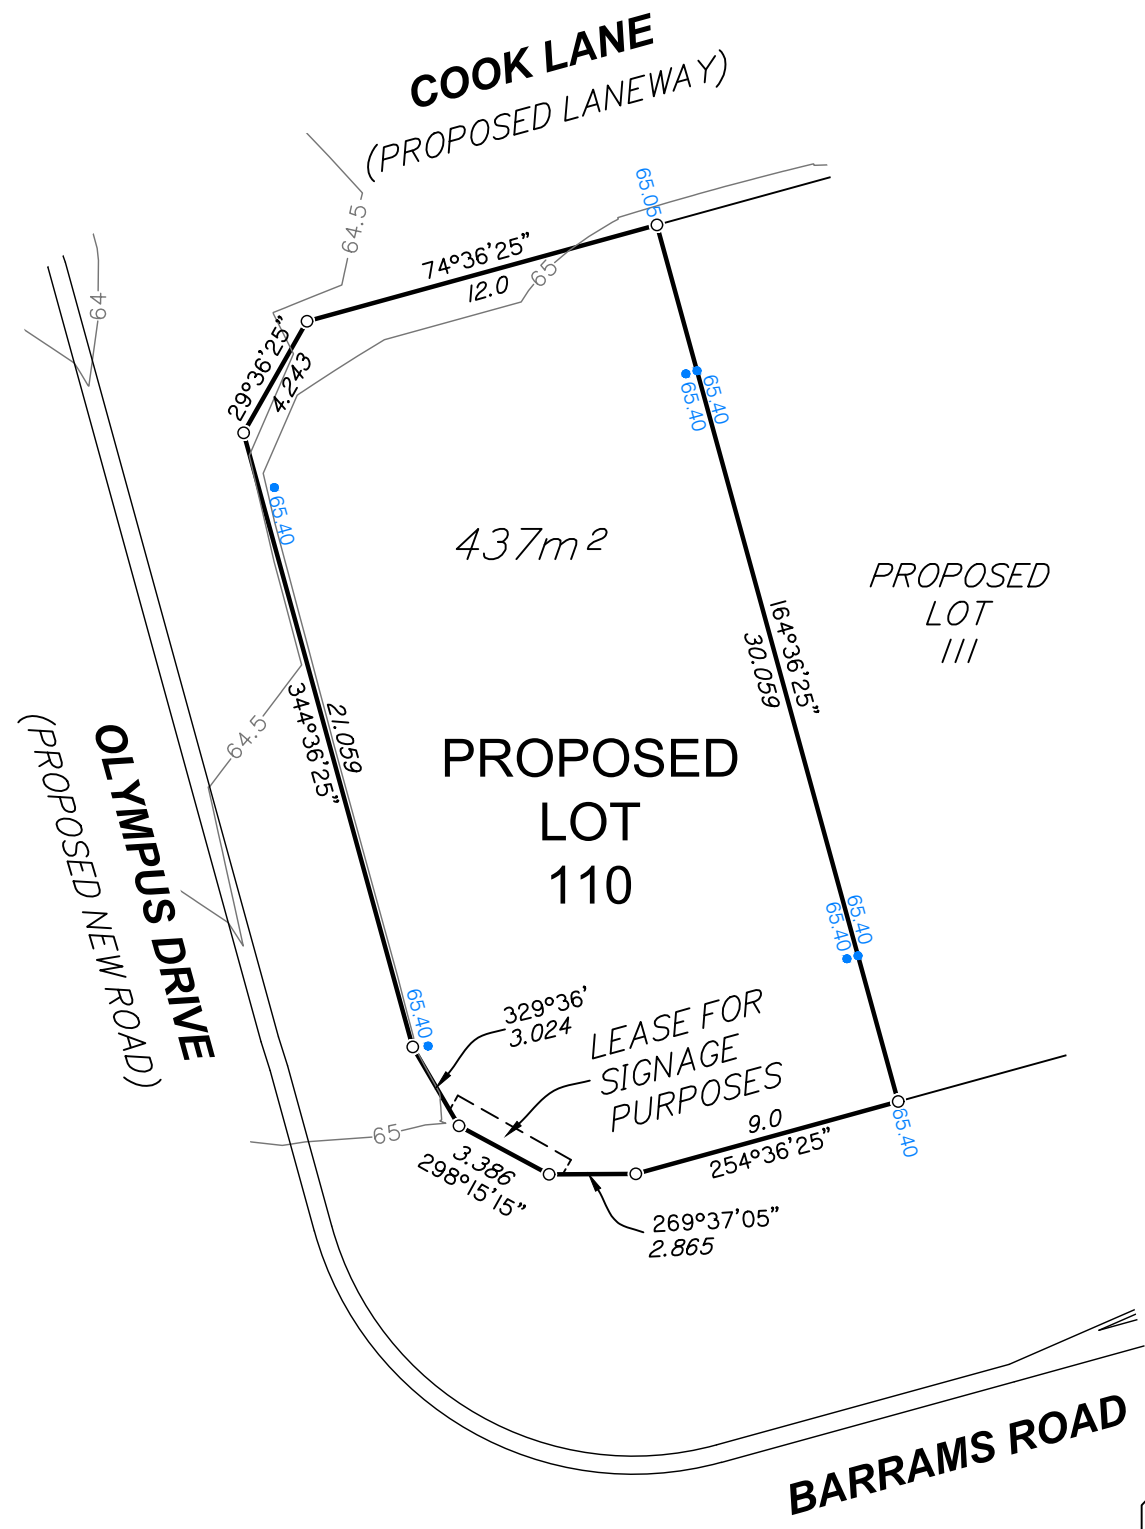 COOK LANE
(PROPOSED LANEWAY)
65.05
64.5
74°36'25"
12.0
65
64
29°36'25"
4.243
65.40
65.40
65.40
437m²
PROPOSED
LOT
111
164°36'25"
30.059
21.059
344°36'25"
64.5
OLYMPUS DRIVE
(PROPOSED NEW ROAD)
PROPOSED
LOT
110
65.40
65.40
65.40
329°36'
3.024
LEASE FOR
SIGNAGE
PURPOSES
65
3.386
298°15'15"
9.0
254°36'25"
65.40
269°37'05"
2.865
BARRAMS ROAD